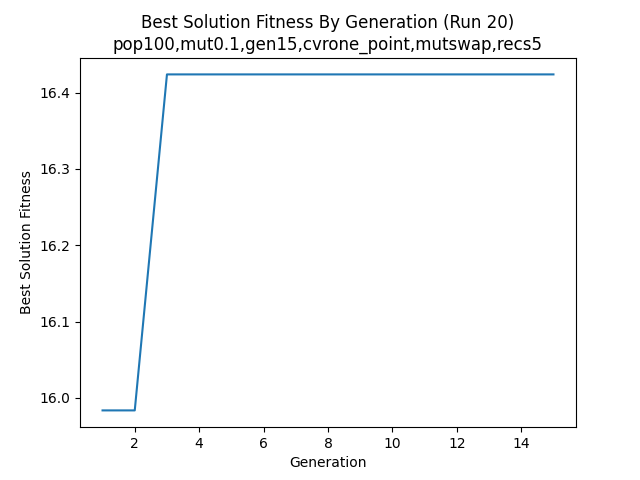 Best Solution Fitness By Generation (Run 20)
pop100,mut0.1,gen15,cvrone_point,mutswap,recs5
16.4
16.3
16.2
16.1
16.0
Best Solution Fitness
2 4 6 8 10 12 14
Generation